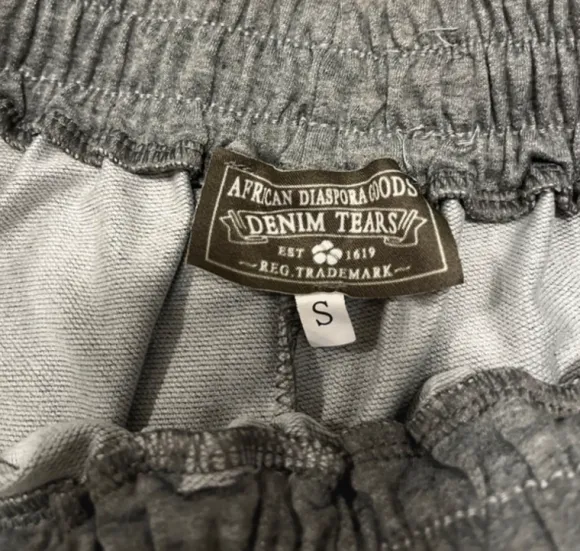 AFRICAN DIASPORA GOODS
DENIM TEARS
EST 1619
REG. TRADEMARK
S